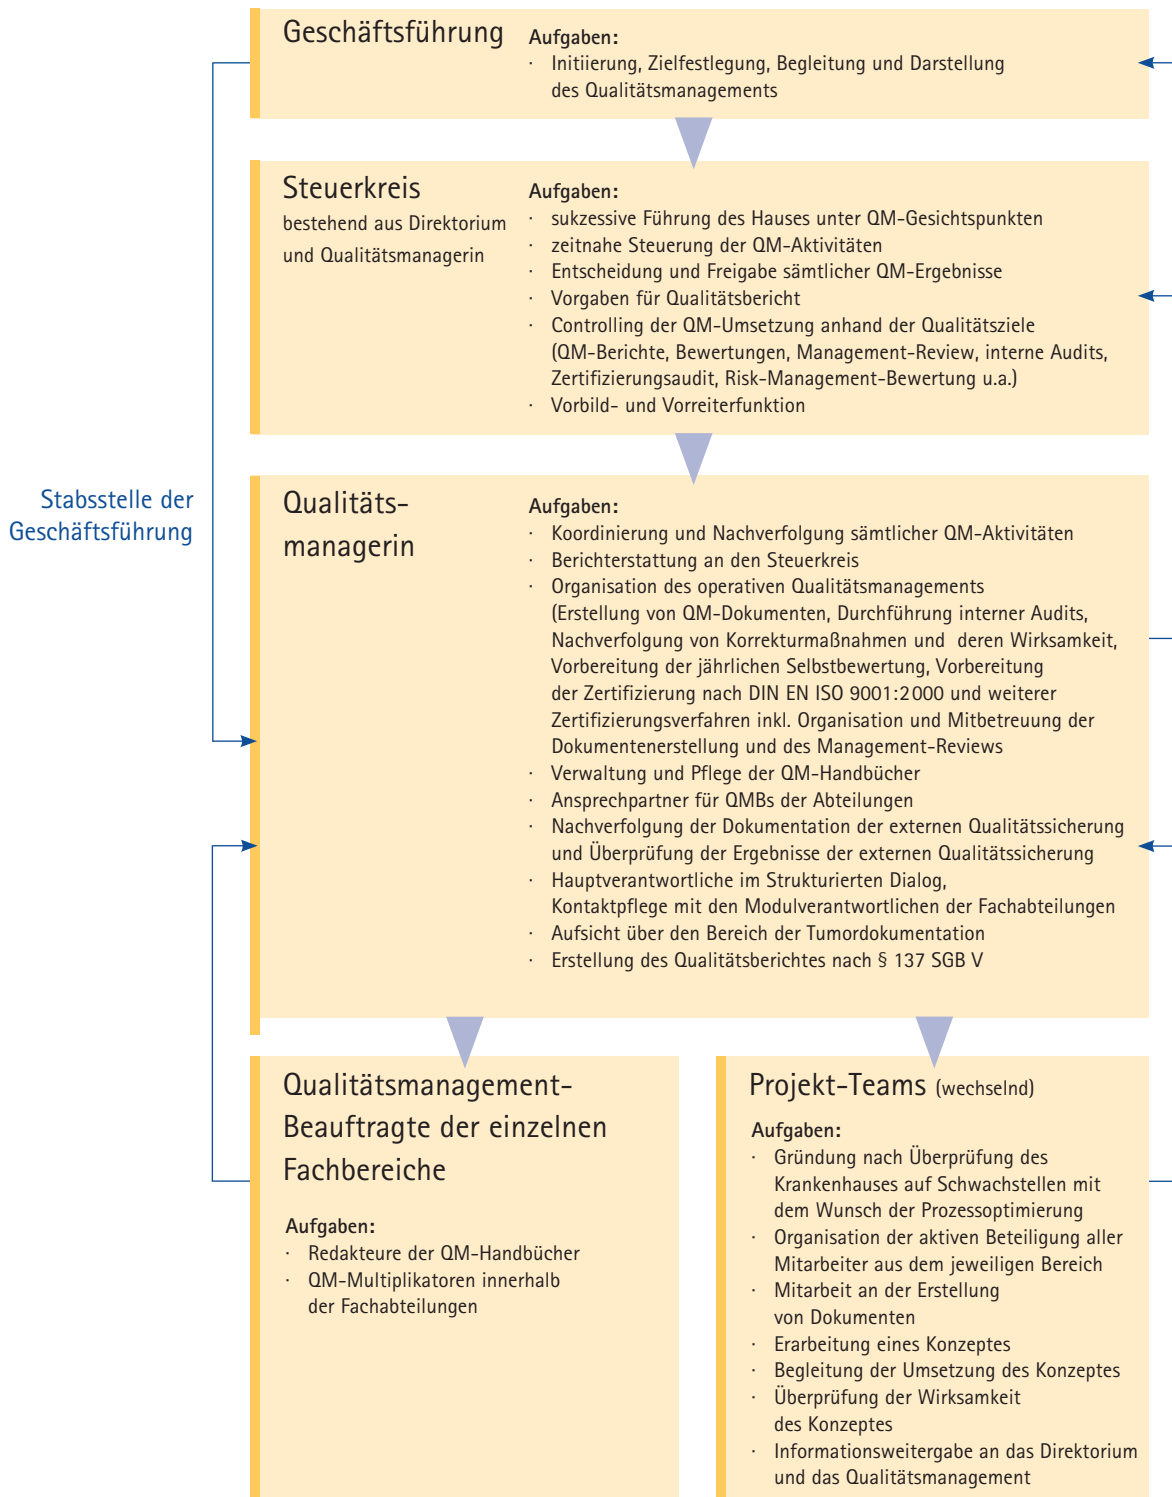 Geschäftsführung
Aufgaben:
· Initiierung, Zielfestlegung, Begleitung und Darstellung
des Qualitätsmanagements
Steuerkreis
bestehend aus Direktorium
und Qualitätsmanagerin
Aufgaben:
· sukzessive Führung des Hauses unter QM-Gesichtspunkten
· zeitnahe Steuerung der QM-Aktivitäten
· Entscheidung und Freigabe sämtlicher QM-Ergebnisse
· Vorgaben für Qualitätsbericht
· Controlling der QM-Umsetzung anhand der Qualitätsziele
(QM-Berichte, Bewertungen, Management-Review, interne Audits,
Zertifizierungsaudit, Risk-Management-Bewertung u.a.)
· Vorbild- und Vorreiterfunktion
Stabsstelle der
Geschäftsführung
Qualitäts-
managerin
Aufgaben:
· Koordinierung und Nachverfolgung sämtlicher QM-Aktivitäten
· Berichterstattung an den Steuerkreis
· Organisation des operativen Qualitätsmanagements
(Erstellung von QM-Dokumenten, Durchführung interner Audits,
Nachverfolgung von Korrekturmaßnahmen und deren Wirksamkeit,
Vorbereitung der jährlichen Selbstbewertung, Vorbereitung
der Zertifizierung nach DIN EN ISO 9001:2000 und weiterer
Zertifizierungsverfahren inkl. Organisation und Mitbetreuung der
Dokumentenerstellung und des Management-Reviews
· Verwaltung und Pflege der QM-Handbücher
· Ansprechpartner für QMBs der Abteilungen
· Nachverfolgung der Dokumentation der externen Qualitätssicherung
und Überprüfung der Ergebnisse der externen Qualitätssicherung
· Hauptverantwortliche im Strukturierten Dialog,
Kontaktpflege mit den Modulverantwortlichen der Fachabteilungen
· Aufsicht über den Bereich der Tumordokumentation
· Erstellung des Qualitätsberichtes nach § 137 SGB V
Qualitätsmanagement-
Beauftragte der einzelnen
Fachbereiche
Aufgaben:
· Redakteure der QM-Handbücher
· QM-Multiplikatoren innerhalb
der Fachabteilungen
Projekt-Teams (wechselnd)
Aufgaben:
· Gründung nach Überprüfung des
Krankenhauses auf Schwachstellen mit
dem Wunsch der Prozessoptimierung
· Organisation der aktiven Beteiligung aller
Mitarbeiter aus dem jeweiligen Bereich
· Mitarbeit an der Erstellung
von Dokumenten
· Erarbeitung eines Konzeptes
· Begleitung der Umsetzung des Konzeptes
· Überprüfung der Wirksamkeit
des Konzeptes
· Informationsweitergabe an das Direktorium
und das Qualitätsmanagement